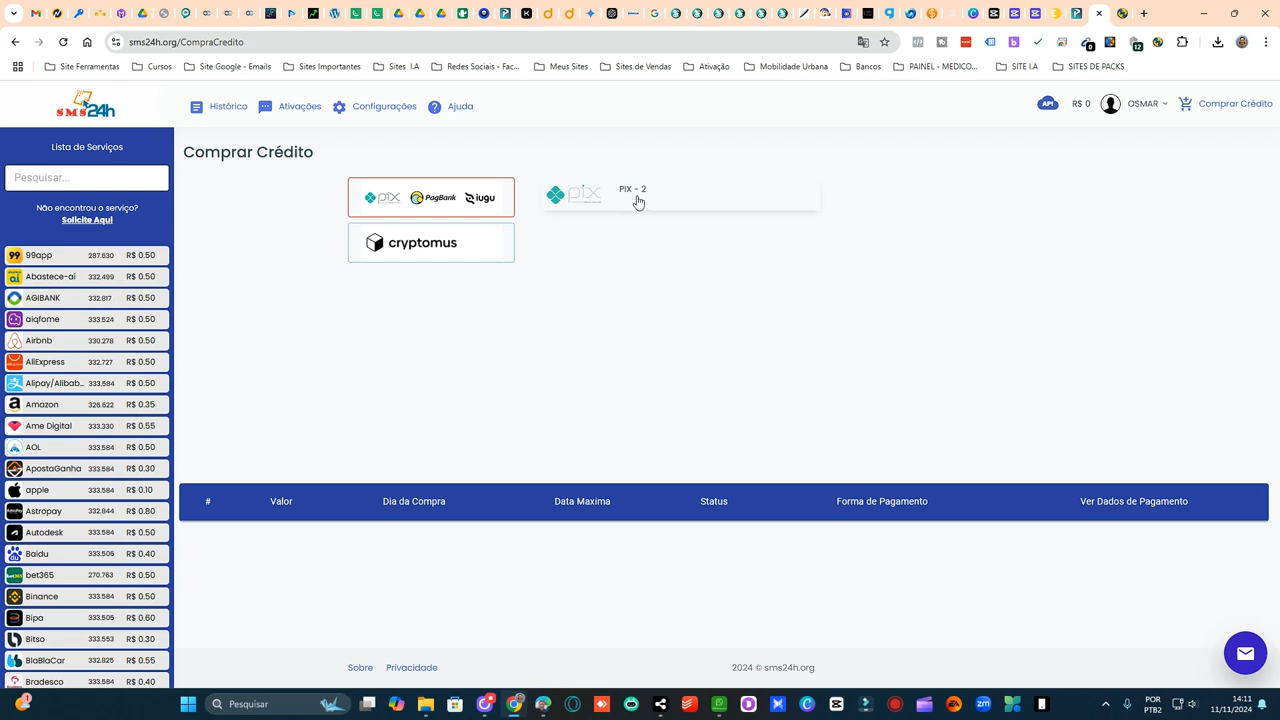 sms24h.org/CompraCredito
Site Ferramentas
Cursos
Site Google - Emails
Sites Importantes
Sites I.A
Redes Sociais - Fac...
Meus Sites
Sites de Vendas
Ativação
Mobilidade Urbana
Bancos
PAINEL - MEDICO...
SITE I.A
SITES DE PACKS
SMS24h
Histórico
Ativações
Configurações
Ajuda
API
R$ 0
OSMAR
Comprar Crédito
Lista de Serviços
Pesquisar...
Não encontrou o serviço?
Solicite Aqui
99app 287.630 R$ 0.50
Abastece-ai 332.499 R$ 0.50
AGIBANK 332.817 R$ 0.50
aiqfome 333.524 R$ 0.50
Airbnb 330.278 R$ 0.50
AliExpress 332.727 R$ 0.50
Alipay/Alibab... 333.584 R$ 0.50
Amazon 326.622 R$ 0.35
Ame Digital 333.330 R$ 0.55
AOL 333.584 R$ 0.50
ApostaGanha 333.584 R$ 0.30
apple 333.584 R$ 0.10
Astropay 332.844 R$ 0.80
Autodesk 333.584 R$ 0.50
Baidu 333.506 R$ 0.40
bet365 270.763 R$ 0.50
Binance 333.584 R$ 0.50
Bipa 333.505 R$ 0.60
Bitso 333.553 R$ 0.30
BlaBlaCar 332.825 R$ 0.55
Bradesco 333.584 R$ 0.40
Comprar Crédito
pix PagBank iugu
pix PIX - 2
cryptomus
# Valor Dia da Compra Data Maxima Status Forma de Pagamento Ver Dados de Pagamento
Sobre Privacidade 2024 © sms24h.org
Pesquisar
POR
PTB2
14:11
11/11/2024